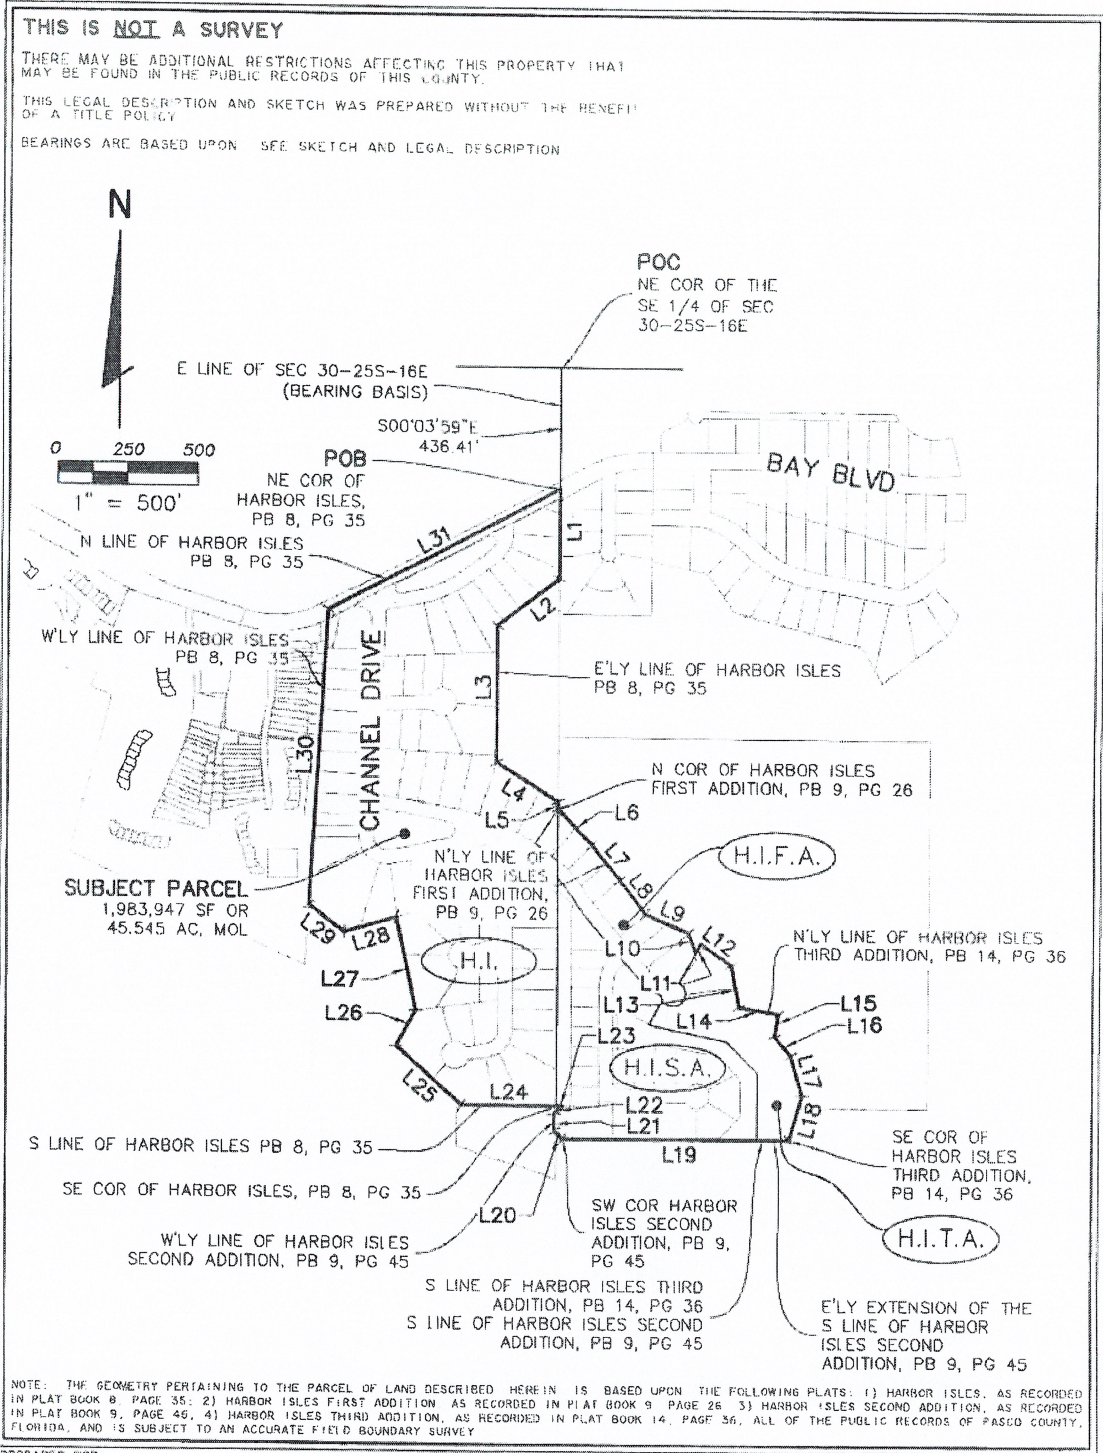 THIS IS NOT A SURVEY
THERE MAY BE ADDITIONAL RESTRICTIONS AFFECTING THIS PROPERTY THAT
MAY BE FOUND IN THE PUBLIC RECORDS OF THIS COUNTY.
THIS LEGAL DESCRIPTION AND SKETCH WAS PREPARED WITHOUT THE BENEFIT
OF A TITLE POLICY
BEARINGS ARE BASED UPON SEE SKETCH AND LEGAL DESCRIPTION
N
POC
NE COR OF THE
SE 1/4 OF SEC
30-25S-16E
E LINE OF SEC 30-25S-16E
(BEARING BASIS)
S00°03'59"E
436.41'
0 250 500
1" = 500'
POB
NE COR OF
HARBOR ISLES,
PB 8, PG 35
BAY BLVD
N LINE OF HARBOR ISLES
PB 8, PG 35
L31
L1
L2
W'LY LINE OF HARBOR ISLES
PB 8, PG 35
CHANNEL DRIVE
L3
E'LY LINE OF HARBOR ISLES
PB 8, PG 35
L30
L4
L5
N COR OF HARBOR ISLES
FIRST ADDITION, PB 9, PG 26
L6
L7
L8
L9
H.I.F.A.
N'LY LINE OF
HARBOR ISLES
FIRST ADDITION,
PB 9, PG 26
SUBJECT PARCEL
1,983,947 SF OR
45.545 AC, MOL
L29
L28
L10
L12
N'LY LINE OF HARBOR ISLES
THIRD ADDITION, PB 14, PG 36
H.I.
L27
L11
L13
L26
L14
L15
L16
L23
H.I.S.A.
L17
L25
L24
L22
L18
L21
S LINE OF HARBOR ISLES PB 8, PG 35
L19
SE COR OF
HARBOR ISLES
THIRD ADDITION,
PB 14, PG 36
SE COR OF HARBOR ISLES, PB 8, PG 35
L20
SW COR HARBOR
ISLES SECOND
ADDITION, PB 9,
PG 45
W'LY LINE OF HARBOR ISLES
SECOND ADDITION, PB 9, PG 45
H.I.T.A.
S LINE OF HARBOR ISLES THIRD
ADDITION, PB 14, PG 36
S LINE OF HARBOR ISLES SECOND
ADDITION, PB 9, PG 45
E'LY EXTENSION OF THE
S LINE OF HARBOR
ISLES SECOND
ADDITION, PB 9, PG 45
NOTE: THE GEOMETRY PERTAINING TO THE PARCEL OF LAND DESCRIBED HEREIN IS BASED UPON THE FOLLOWING PLATS: 1) HARBOR ISLES, AS RECORDED
IN PLAT BOOK 8, PAGE 35; 2) HARBOR ISLES FIRST ADDITION AS RECORDED IN PLAT BOOK 9 PAGE 26 3) HARBOR ISLES SECOND ADDITION, AS RECORDED
IN PLAT BOOK 9, PAGE 45, 4) HARBOR ISLES THIRD ADDITION, AS RECORDED IN PLAT BOOK 14, PAGE 36, ALL OF THE PUBLIC RECORDS OF PASCO COUNTY,
FLORIDA, AND IS SUBJECT TO AN ACCURATE FIELD BOUNDARY SURVEY